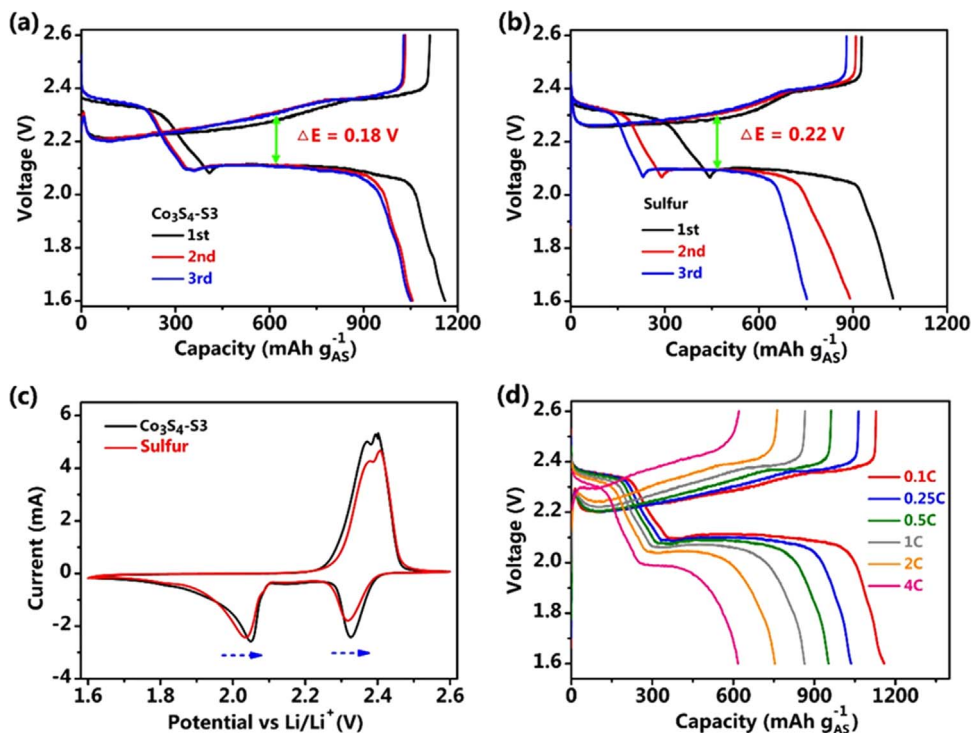 (a)
2.6
2.4
2.2
2.0
1.8
1.6
Voltage (V)
△E = 0.18 V
Co₃S₄-S3
1st
2nd
3rd
0 300 600 900 1200
Capacity (mAh g⁻¹_AS)
(b)
2.6
2.4
2.2
2.0
1.8
1.6
Voltage (V)
△E = 0.22 V
Sulfur
1st
2nd
3rd
0 300 600 900 1200
Capacity (mAh g⁻¹_AS)
(c)
8
6
4
2
0
-2
-4
Current (mA)
Co₃S₄-S3
Sulfur
1.6 1.8 2.0 2.2 2.4 2.6
Potential vs Li/Li⁺(V)
(d)
2.6
2.4
2.2
2.0
1.8
1.6
Voltage (V)
0.1C
0.25C
0.5C
1C
2C
4C
0 300 600 900 1200 1500
Capacity (mAh g⁻¹_AS)